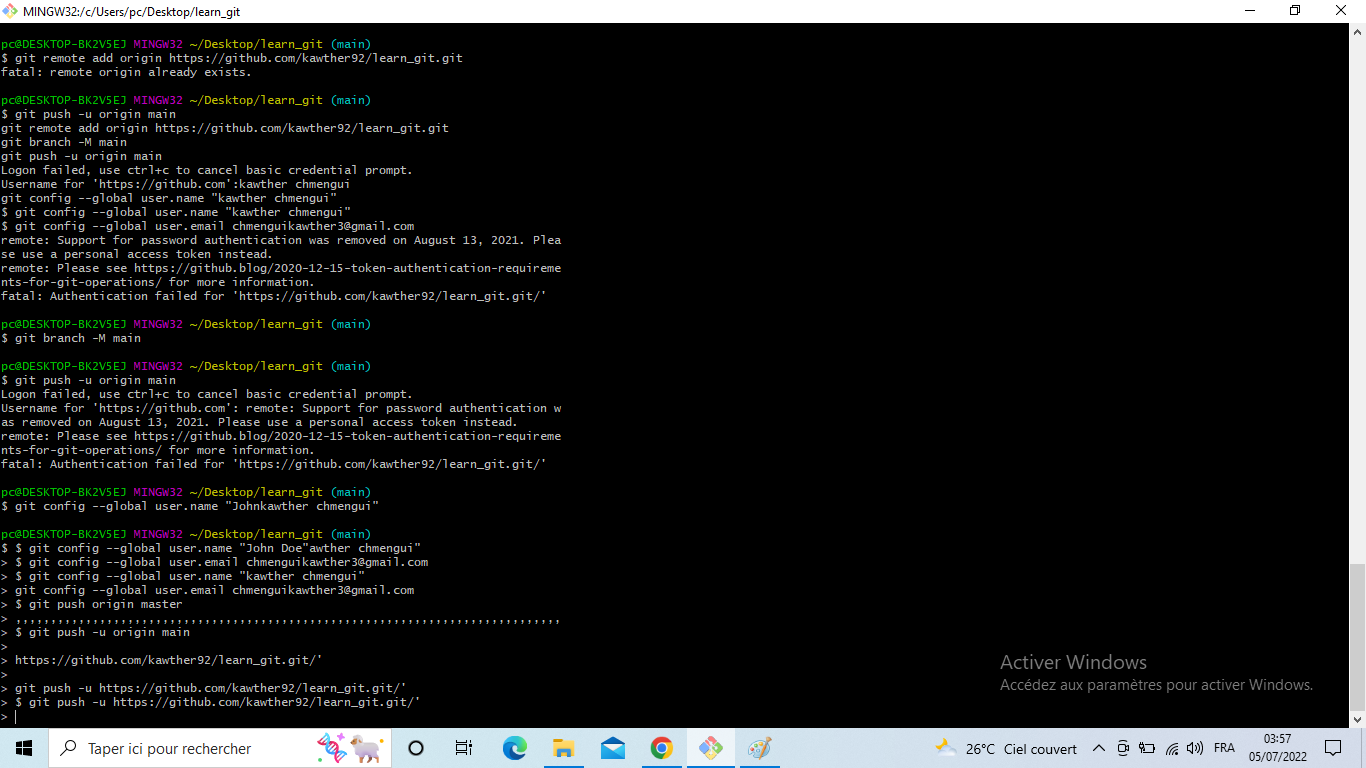 MINGW32:/c/Users/pc/Desktop/learn_git
pc@DESKTOP-BK2V5EJ MINGW32 ~/Desktop/learn_git (main)
$ git remote add origin https://github.com/kawther92/learn_git.git
fatal: remote origin already exists.
pc@DESKTOP-BK2V5EJ MINGW32 ~/Desktop/learn_git (main)
$ git push -u origin main
git remote add origin https://github.com/kawther92/learn_git.git
git branch -M main
git push -u origin main
Logon failed, use ctrl+c to cancel basic credential prompt.
Username for 'https://github.com':kawther chmengui
git config --global user.name "kawther chmengui"
$ git config --global user.name "kawther chmengui"
$ git config --global user.email chmenguikawther3@gmail.com
remote: Support for password authentication was removed on August 13, 2021. Plea
se use a personal access token instead.
remote: Please see https://github.blog/2020-12-15-token-authentication-requireme
nts-for-git-operations/ for more information.
fatal: Authentication failed for 'https://github.com/kawther92/learn_git.git/'
pc@DESKTOP-BK2V5EJ MINGW32 ~/Desktop/learn_git (main)
$ git branch -M main
pc@DESKTOP-BK2V5EJ MINGW32 ~/Desktop/learn_git (main)
$ git push -u origin main
Logon failed, use ctrl+c to cancel basic credential prompt.
Username for 'https://github.com': remote: Support for password authentication w
as removed on August 13, 2021. Please use a personal access token instead.
remote: Please see https://github.blog/2020-12-15-token-authentication-requireme
nts-for-git-operations/ for more information.
fatal: Authentication failed for 'https://github.com/kawther92/learn_git.git/'
pc@DESKTOP-BK2V5EJ MINGW32 ~/Desktop/learn_git (main)
$ git config --global user.name "Johnkawther chmengui"
pc@DESKTOP-BK2V5EJ MINGW32 ~/Desktop/learn_git (main)
$ $ git config --global user.name "John Doe"awther chmengui"
> $ git config --global user.email chmenguikawther3@gmail.com
> $ git config --global user.name "kawther chmengui"
> git config --global user.email chmenguikawther3@gmail.com
> $ git push origin master
> ,,,,,,,,,,,,,,,,,,,,,,,,,,,,,,,,,,,,,,,,,,,,,,,,,,,,,,,,,,,,,,,,,,,,,,,,,,,,,,
> $ git push -u origin main
>
> https://github.com/kawther92/learn_git.git/'
>
> git push -u https://github.com/kawther92/learn_git.git/'
> $ git push -u https://github.com/kawther92/learn_git.git/'
>
Activer Windows
Accédez aux paramètres pour activer Windows.
Taper ici pour rechercher
26°C Ciel couvert
FRA
03:57
05/07/2022